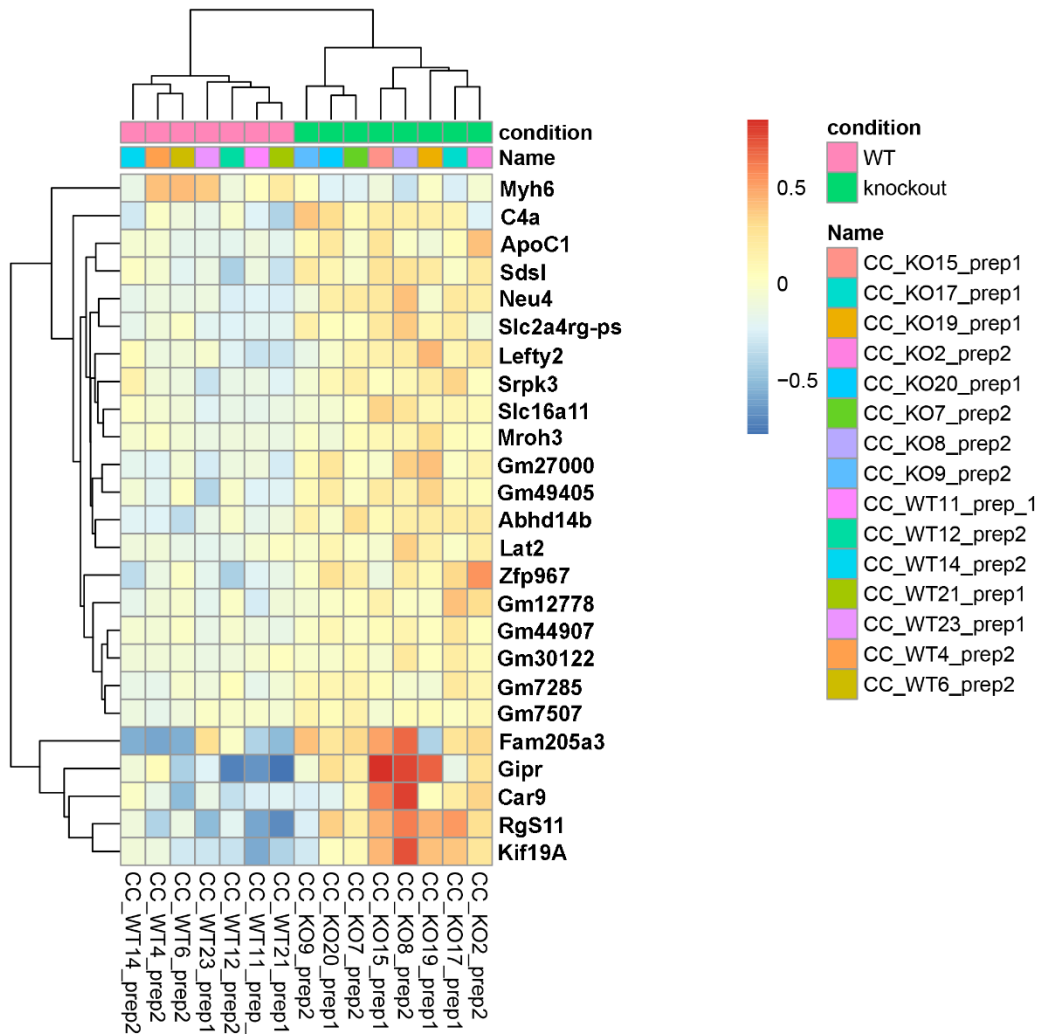 condition
Name
Myh6
C4a
ApoC1
Sdsl
Neu4
Slc2a4rg-ps
Lefty2
Srpk3
Slc16a11
Mroh3
Gm27000
Gm49405
Abhd14b
Lat2
Zfp967
Gm12778
Gm44907
Gm30122
Gm7285
Gm7507
Fam205a3
Gipr
Car9
RgS11
Kif19A
CC_WT14_prep2
CC_WT4_prep2
CC_WT6_prep2
CC_WT23_prep1
CC_WT12_prep2
CC_WT11_prep_
CC_WT21_prep1
CC_KO9_prep2
CC_KO20_prep1
CC_KO7_prep2
CC_KO15_prep1
CC_KO8_prep2
CC_KO19_prep1
CC_KO17_prep1
CC_KO2_prep2
0.5
0
−0.5
condition
WT
knockout
Name
CC_KO15_prep1
CC_KO17_prep1
CC_KO19_prep1
CC_KO2_prep2
CC_KO20_prep1
CC_KO7_prep2
CC_KO8_prep2
CC_KO9_prep2
CC_WT11_prep_1
CC_WT12_prep2
CC_WT14_prep2
CC_WT21_prep1
CC_WT23_prep1
CC_WT4_prep2
CC_WT6_prep2